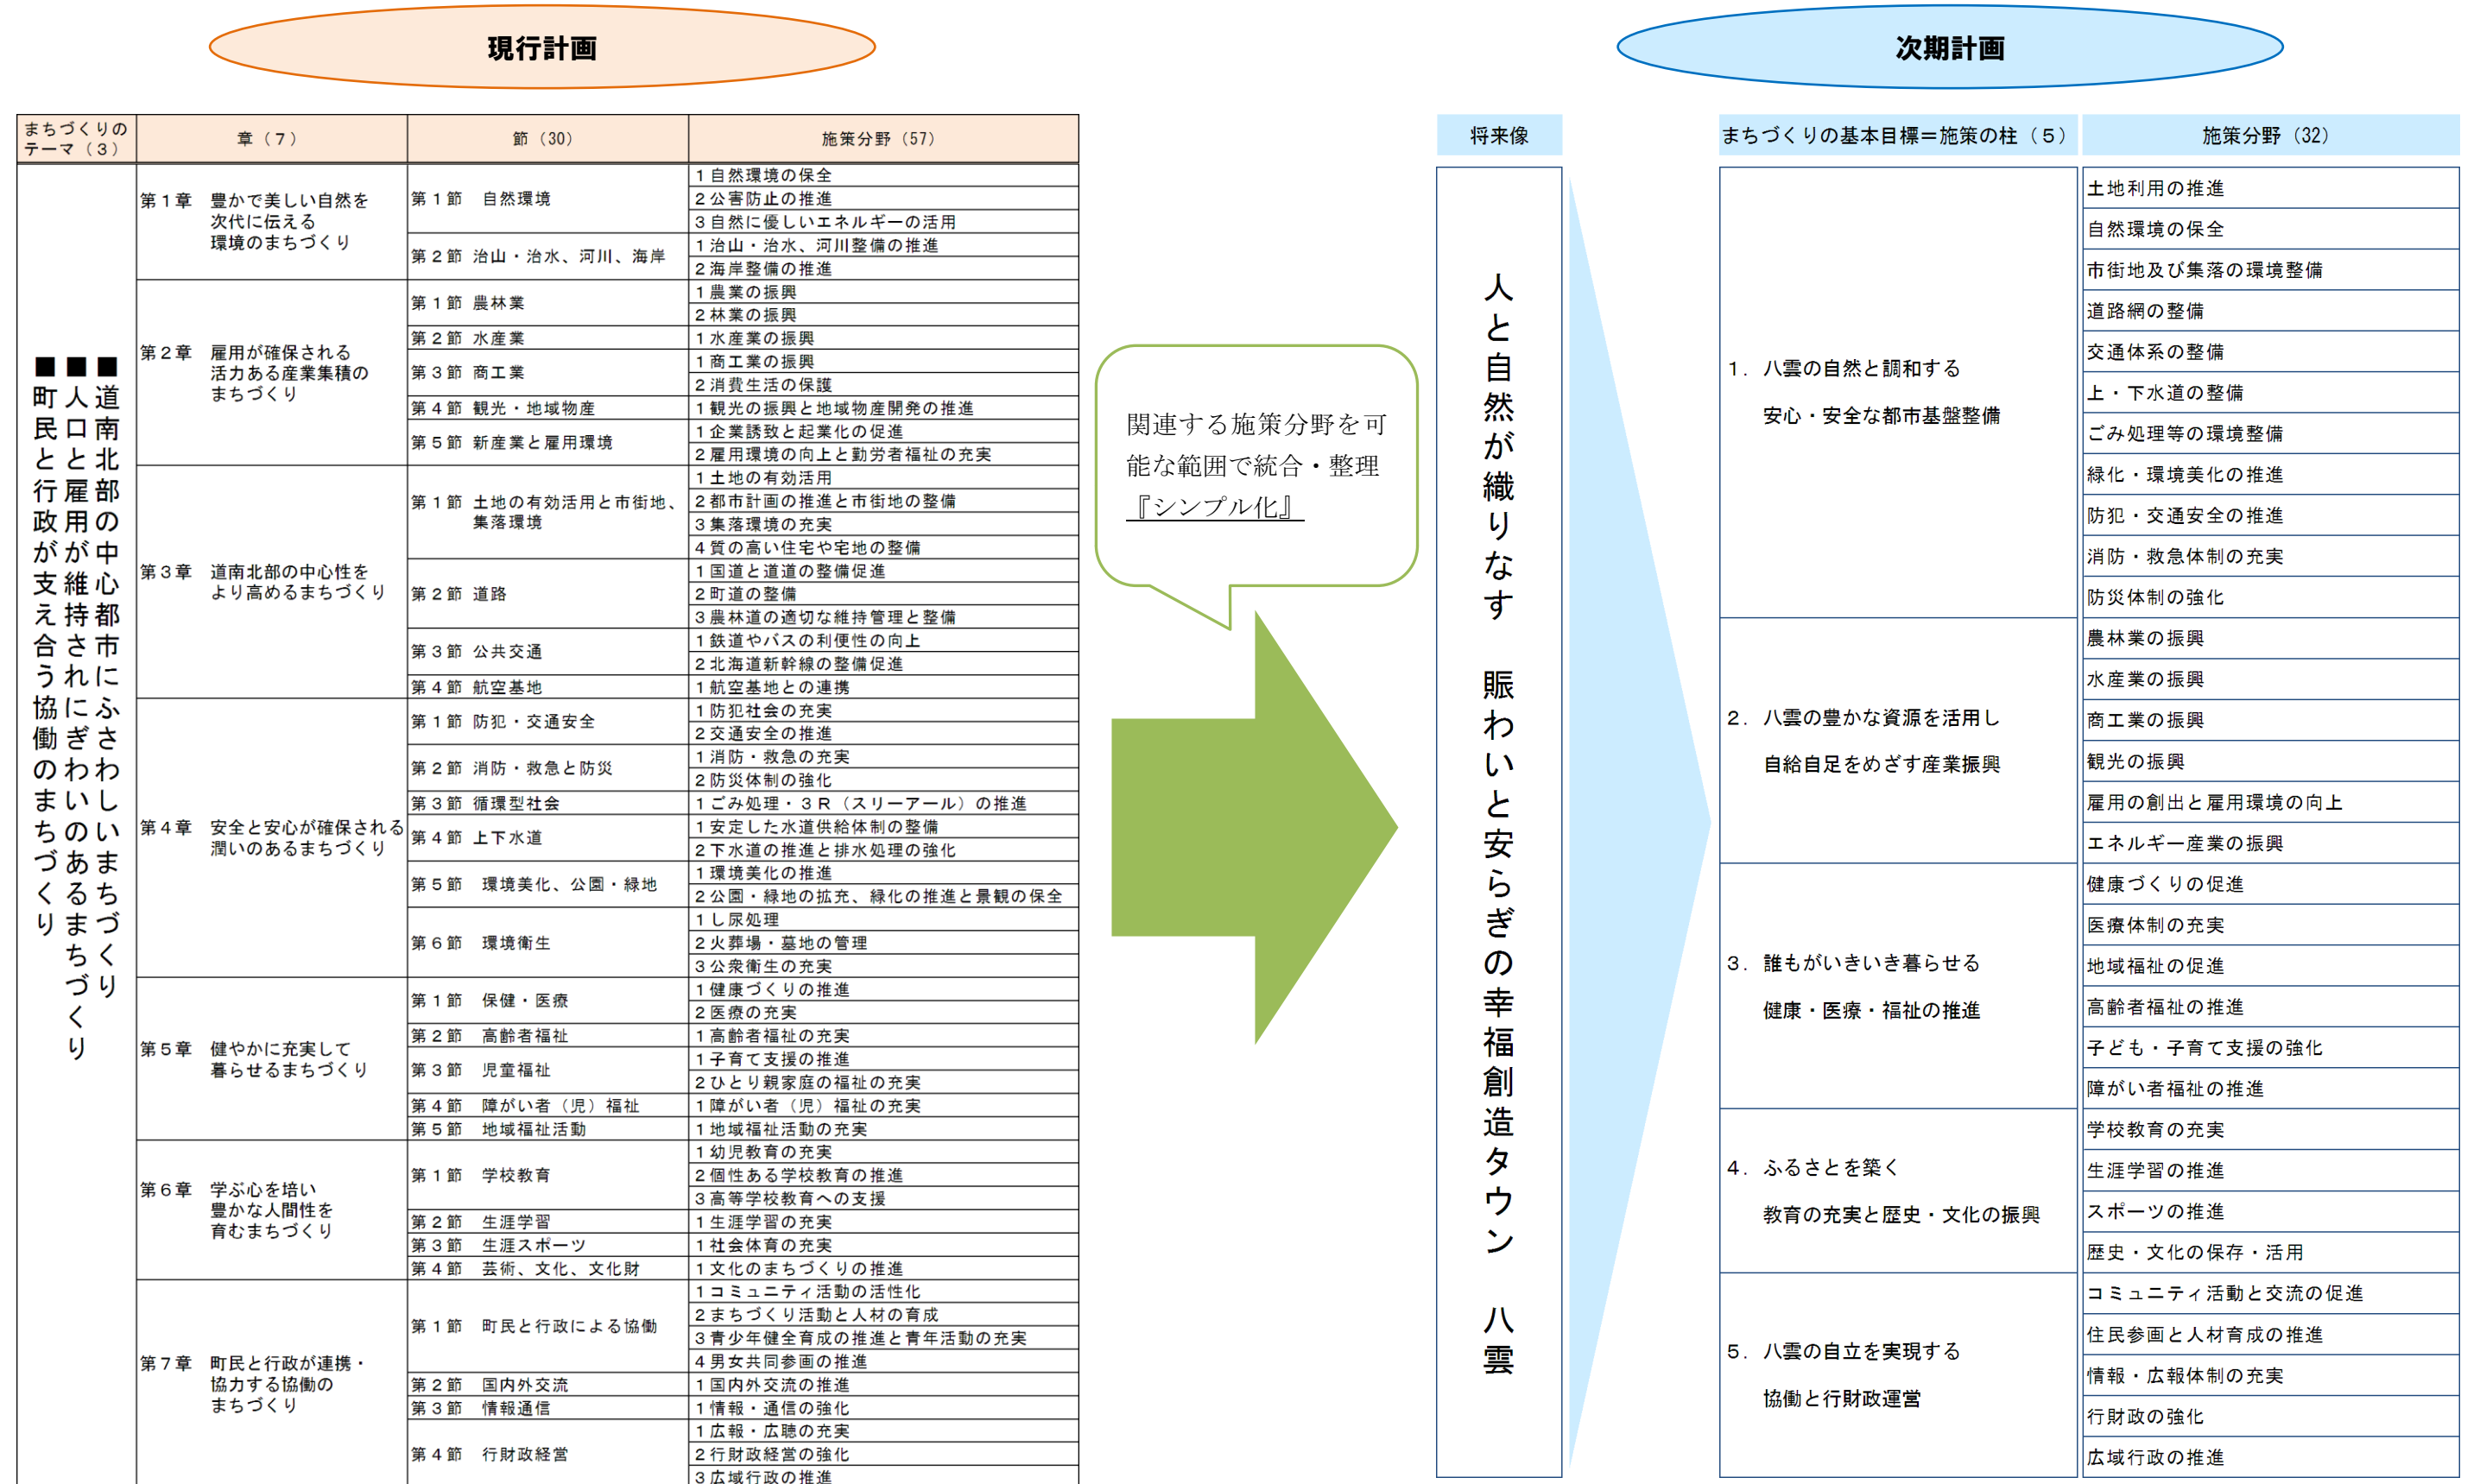 現行計画
まちづくりの
テーマ(3)
章(7)
節(30)
施策分野(57)
■道南北部の中心都市にふさわしいまちづくり
■人口と雇用が維持されにぎわいのあるまちづくり
■町民と行政が支え合う協働のまちづくり
第1章 豊かで美しい自然を
次代に伝える
環境のまちづくり
第1節 自然環境
1自然環境の保全
2公害防止の推進
3自然に優しいエネルギーの活用
第2節 治山・治水、河川、海岸
1治山・治水、河川整備の推進
2海岸整備の推進
第2章 雇用が確保される
活力ある産業集積の
まちづくり
第1節 農林業
1農業の振興
2林業の振興
第2節 水産業
1水産業の振興
第3節 商工業
1商工業の振興
2消費生活の保護
第4節 観光・地域物産
1観光の振興と地域物産開発の推進
第5節 新産業と雇用環境
1企業誘致と起業化の促進
2雇用環境の向上と勤労者福祉の充実
第3章 道南北部の中心性を
より高めるまちづくり
第1節 土地の有効活用と市街地、
集落環境
1土地の有効活用
2都市計画の推進と市街地の整備
3集落環境の充実
4質の高い住宅や宅地の整備
第2節 道路
1国道と道道の整備促進
2町道の整備
3農林道の適切な維持管理と整備
第3節 公共交通
1鉄道やバスの利便性の向上
2北海道新幹線の整備促進
第4節 航空基地
1航空基地との連携
第4章 安全と安心が確保される
潤いのあるまちづくり
第1節 防犯・交通安全
1防犯社会の充実
2交通安全の推進
第2節 消防・救急と防災
1消防・救急の充実
2防災体制の強化
第3節 循環型社会
1ごみ処理・3R(スリーアール)の推進
第4節 上下水道
1安定した水道供給体制の整備
2下水道の推進と排水処理の強化
第5節 環境美化、公園・緑地
1環境美化の推進
2公園・緑地の拡充、緑化の推進と景観の保全
第6節 環境衛生
1し尿処理
2火葬場・墓地の管理
3公衆衛生の充実
第5章 健やかに充実して
暮らせるまちづくり
第1節 保健・医療
1健康づくりの推進
2医療の充実
第2節 高齢者福祉
1高齢者福祉の充実
第3節 児童福祉
1子育て支援の推進
2ひとり親家庭の福祉の充実
第4節 障がい者(児)福祉
1障がい者(児)福祉の充実
第5節 地域福祉活動
1地域福祉活動の充実
第6章 学ぶ心を培い
豊かな人間性を
育むまちづくり
第1節 学校教育
1幼児教育の充実
2個性ある学校教育の推進
3高等学校教育への支援
第2節 生涯学習
1生涯学習の充実
第3節 生涯スポーツ
1社会体育の充実
第4節 芸術、文化、文化財
1文化のまちづくりの推進
第7章 町民と行政が連携・
協力する協働の
まちづくり
第1節 町民と行政による協働
1コミュニティ活動の活性化
2まちづくり活動と人材の育成
3青少年健全育成の推進と青年活動の充実
4男女共同参画の推進
第2節 国内外交流
1国内外交流の推進
第3節 情報通信
1情報・通信の強化
第4節 行財政経営
1広報・広聴の充実
2行財政経営の強化
3広域行政の推進
関連する施策分野を可
能な範囲で統合・整理
『シンプル化』
次期計画
将来像
まちづくりの基本目標=施策の柱(5)
施策分野(32)
人と自然が織りなす 賑わいと安らぎの幸福創造タウン 八雲
1. 八雲の自然と調和する
安心・安全な都市基盤整備
土地利用の推進
自然環境の保全
市街地及び集落の環境整備
道路網の整備
交通体系の整備
上・下水道の整備
ごみ処理等の環境整備
緑化・環境美化の推進
防犯・交通安全の推進
消防・救急体制の充実
防災体制の強化
2. 八雲の豊かな資源を活用し
自給自足をめざす産業振興
農林業の振興
水産業の振興
商工業の振興
観光の振興
雇用の創出と雇用環境の向上
エネルギー産業の振興
3. 誰もがいきいき暮らせる
健康・医療・福祉の推進
健康づくりの促進
医療体制の充実
地域福祉の促進
高齢者福祉の推進
子ども・子育て支援の強化
障がい者福祉の推進
4. ふるさとを築く
教育の充実と歴史・文化の振興
学校教育の充実
生涯学習の推進
スポーツの推進
歴史・文化の保存・活用
5. 八雲の自立を実現する
協働と行財政運営
コミュニティ活動と交流の促進
住民参画と人材育成の推進
情報・広報体制の充実
行財政の強化
広域行政の推進